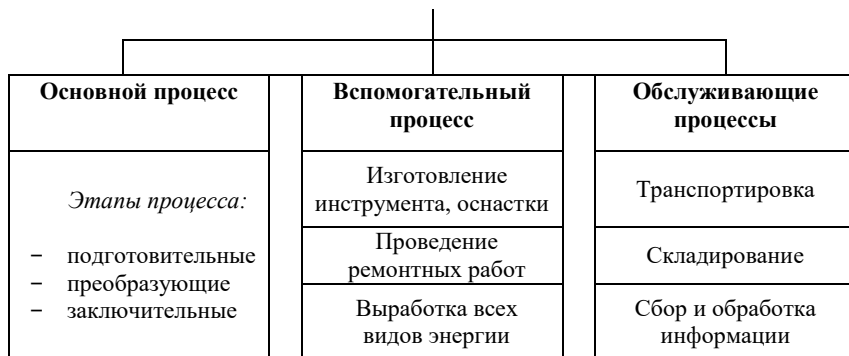 Основной процесс
Этапы процесса:
− подготовительные
− преобразующие
− заключительные
Вспомогательный
процесс
Изготовление
инструмента, оснастки
Проведение
ремонтных работ
Выработка всех
видов энергии
Обслуживающие
процессы
Транспортировка
Складирование
Сбор и обработка
информации